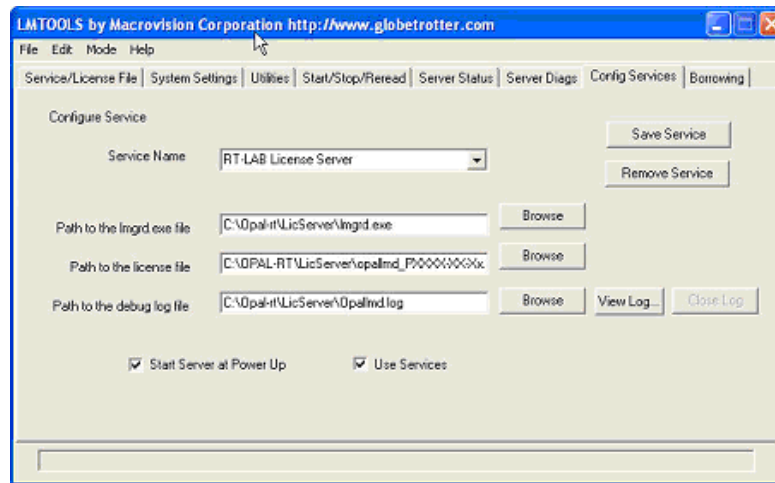 LMTOOLS by Macrovision Corporation http://www.globetrotter.com
File Edit Mode Help
Service/License File System Settings Utilities Start/Stop/Reread Server Status Server Diags Config Services Borrowing
Configure Service
Save Service
Service Name RT-LAB License Server
Remove Service
Path to the lmgrd.exe file C:\Opal-rt\LicServer\lmgrd.exe Browse
Path to the license file C:\OPAL-RT\LicServer\opallmd_PXXXX-XX-Xx. Browse
Path to the debug log file C:\Opal-rt\LicServer\Opallmd.log Browse View Log... Close Log
Start Server at Power Up Use Services